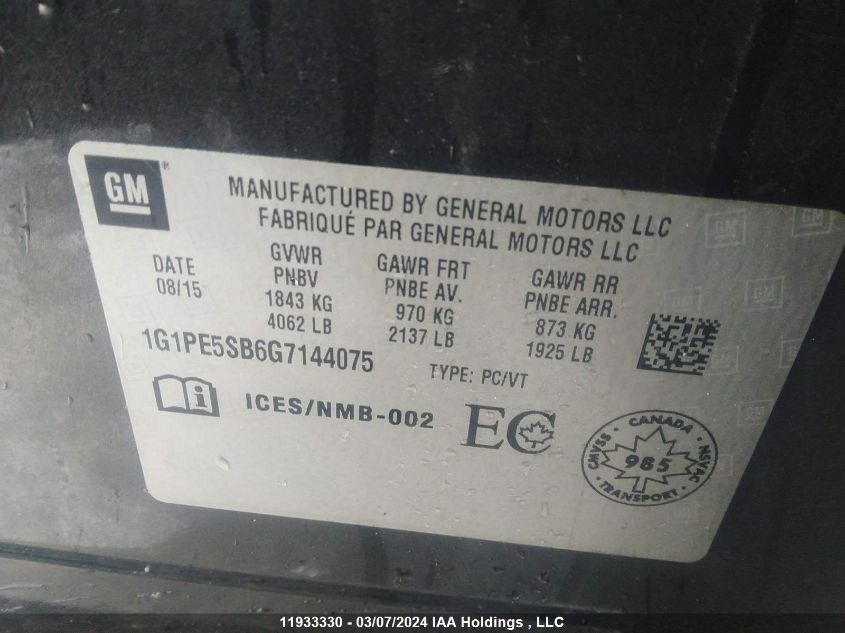 GM®
MANUFACTURED BY GENERAL MOTORS LLC
FABRIQUÉ PAR GENERAL MOTORS LLC
DATE
08/15
GVWR
PNBV
1843 KG
4062 LB
GAWR FRT
PNBE AV.
970 KG
2137 LB
GAWR RR
PNBE ARR.
873 KG
1925 LB
1G1PE5SB6G7144075
TYPE: PC/VT
i ICES/NMB-002
EC
CANADA
CMVSS 985 NSVAC
TRANSPORT
11933330 - 03/07/2024 IAA Holdings , LLC